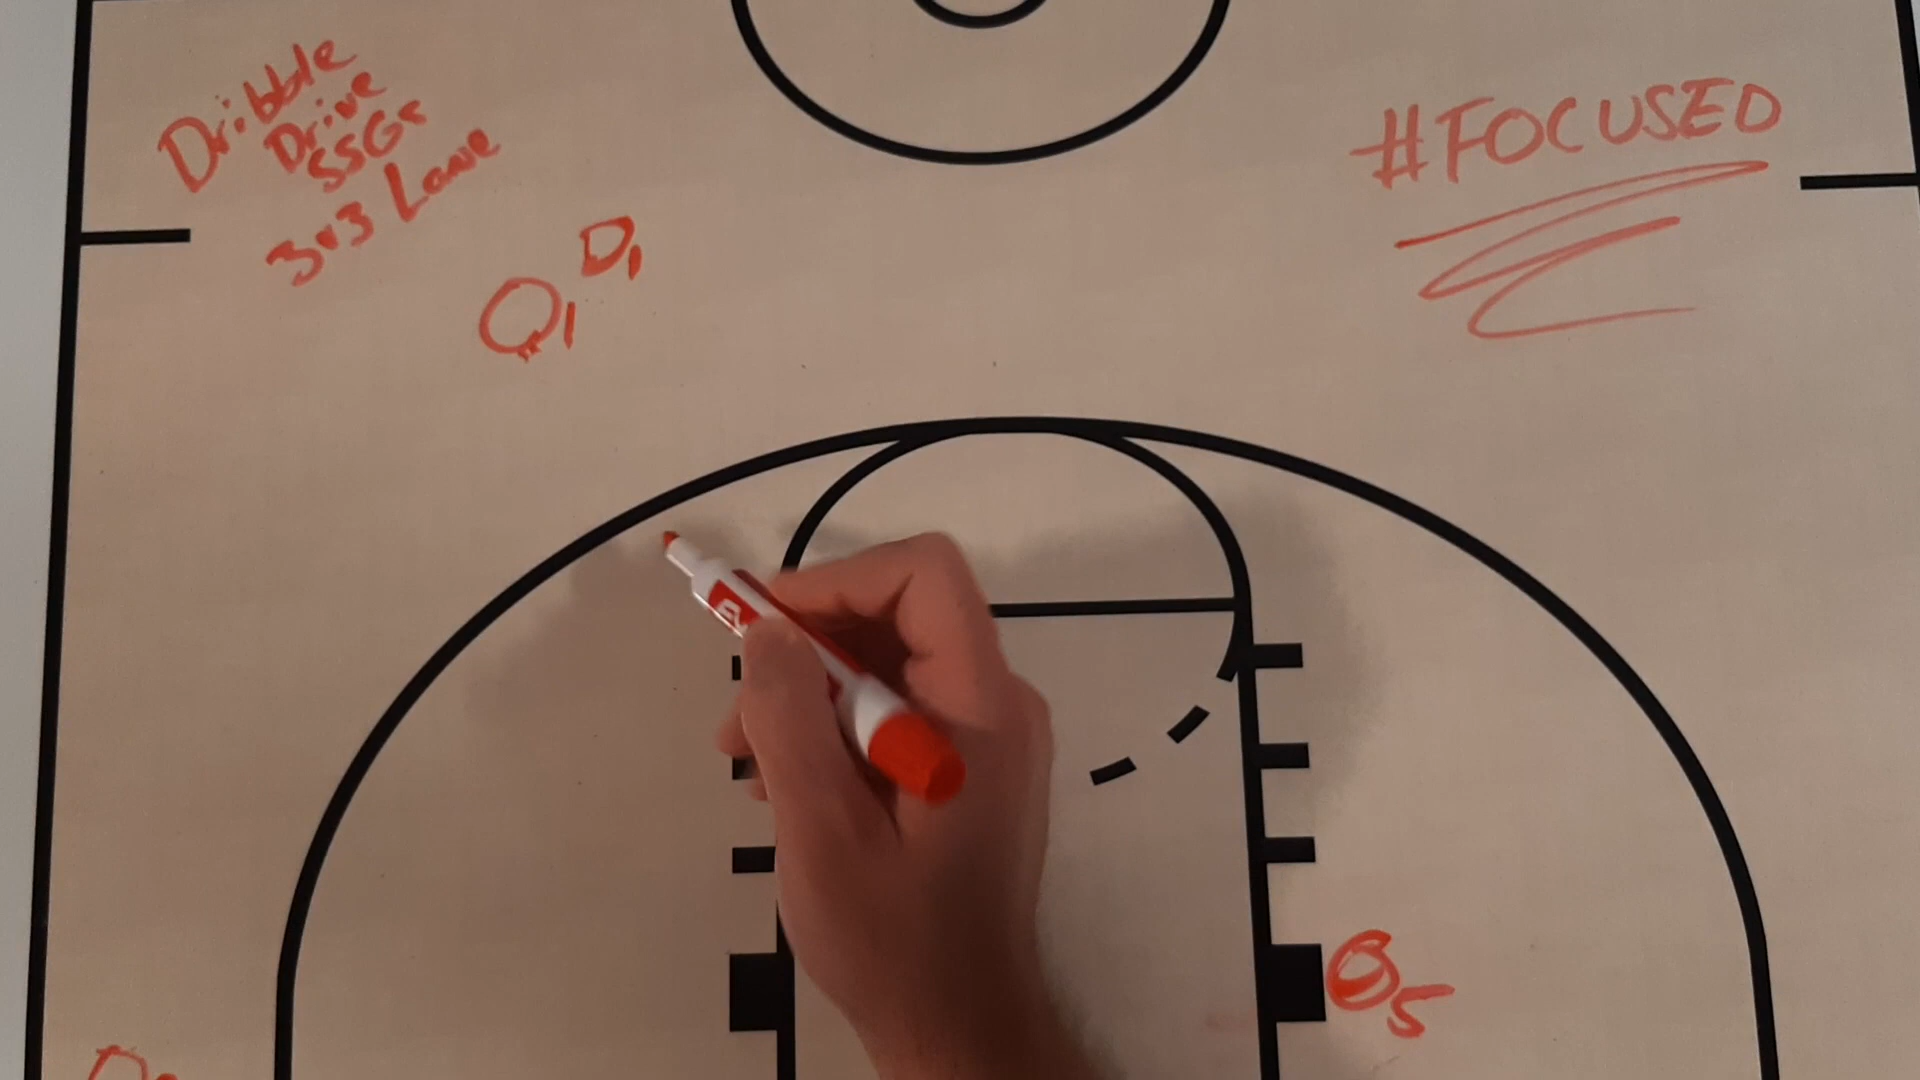 Dribble
Drive
SSGs
3v3 Lane
#FOCUSED
O1
D1
O5